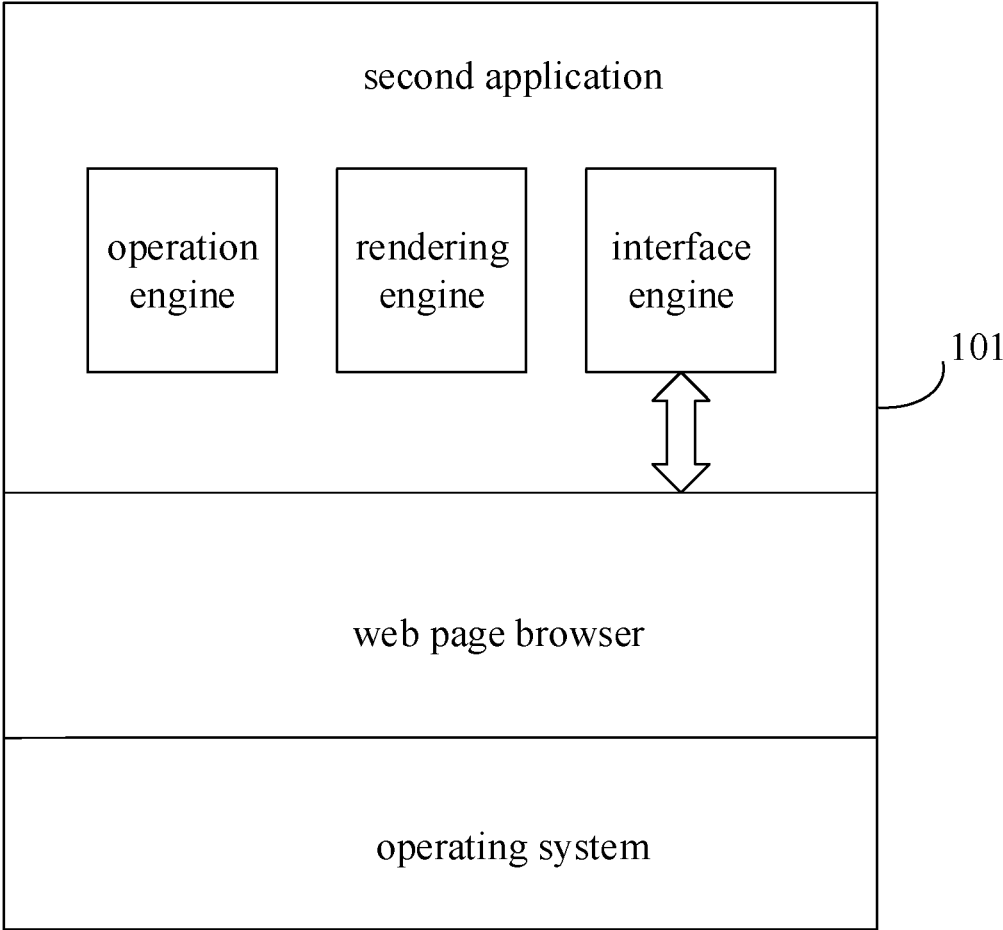 second application
operation
engine
rendering
engine
interface
engine
101
web page browser
operating system